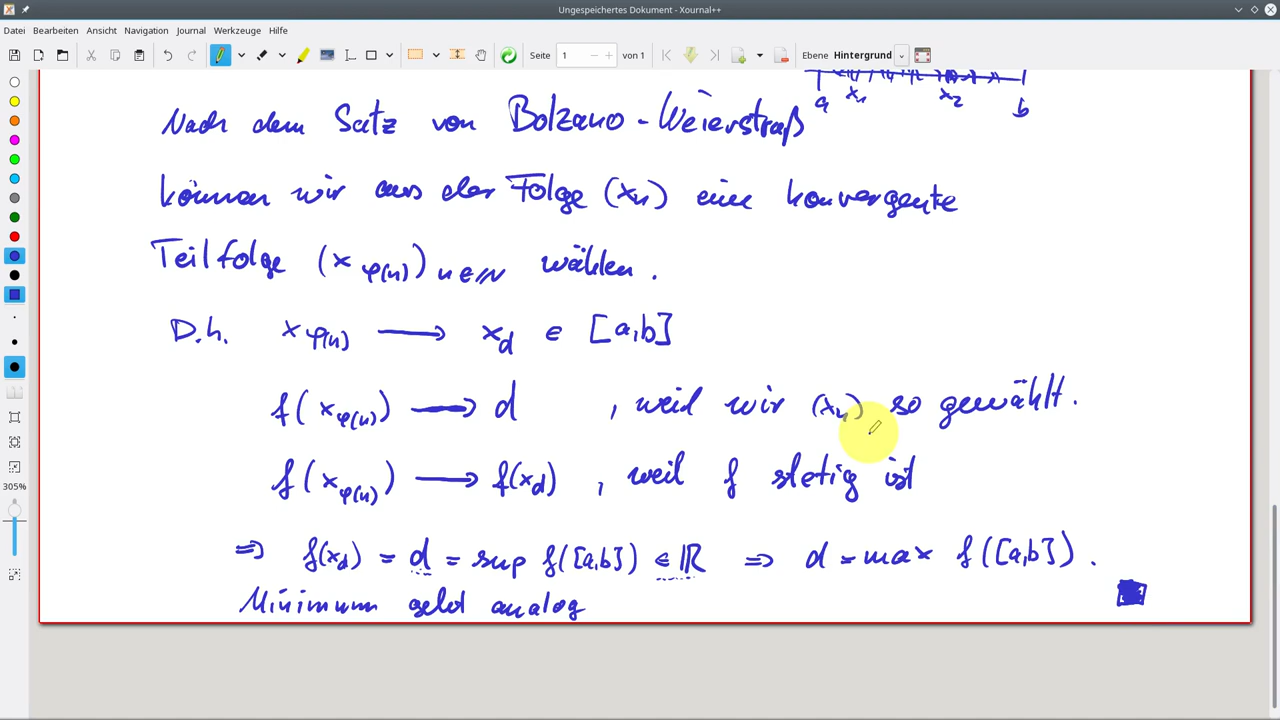 Ungespeichertes Dokument - Xournal++
Datei Bearbeiten Ansicht Navigation Journal Werkzeuge Hilfe
Seite 1 von 1 Ebene Hintergrund
305%
a x₁ x₂ b
Nach dem Satz von Bolzano-Weierstraß
können wir aus der Folge (xₙ) eine konvergente
Teilfolge (x_φ(n))_n∈ℕ wählen.
D.h. x_φ(n) ⟶ x_d ∈ [a,b]
f(x_φ(n)) ⟶ d , weil wir (xₙ) so gewählt.
f(x_φ(n)) ⟶ f(x_d) , weil f stetig ist
⇒ f(x_d) = d = sup f([a,b]) ∈ ℝ ⇒ d = max f([a,b]).
Minimum geht analog